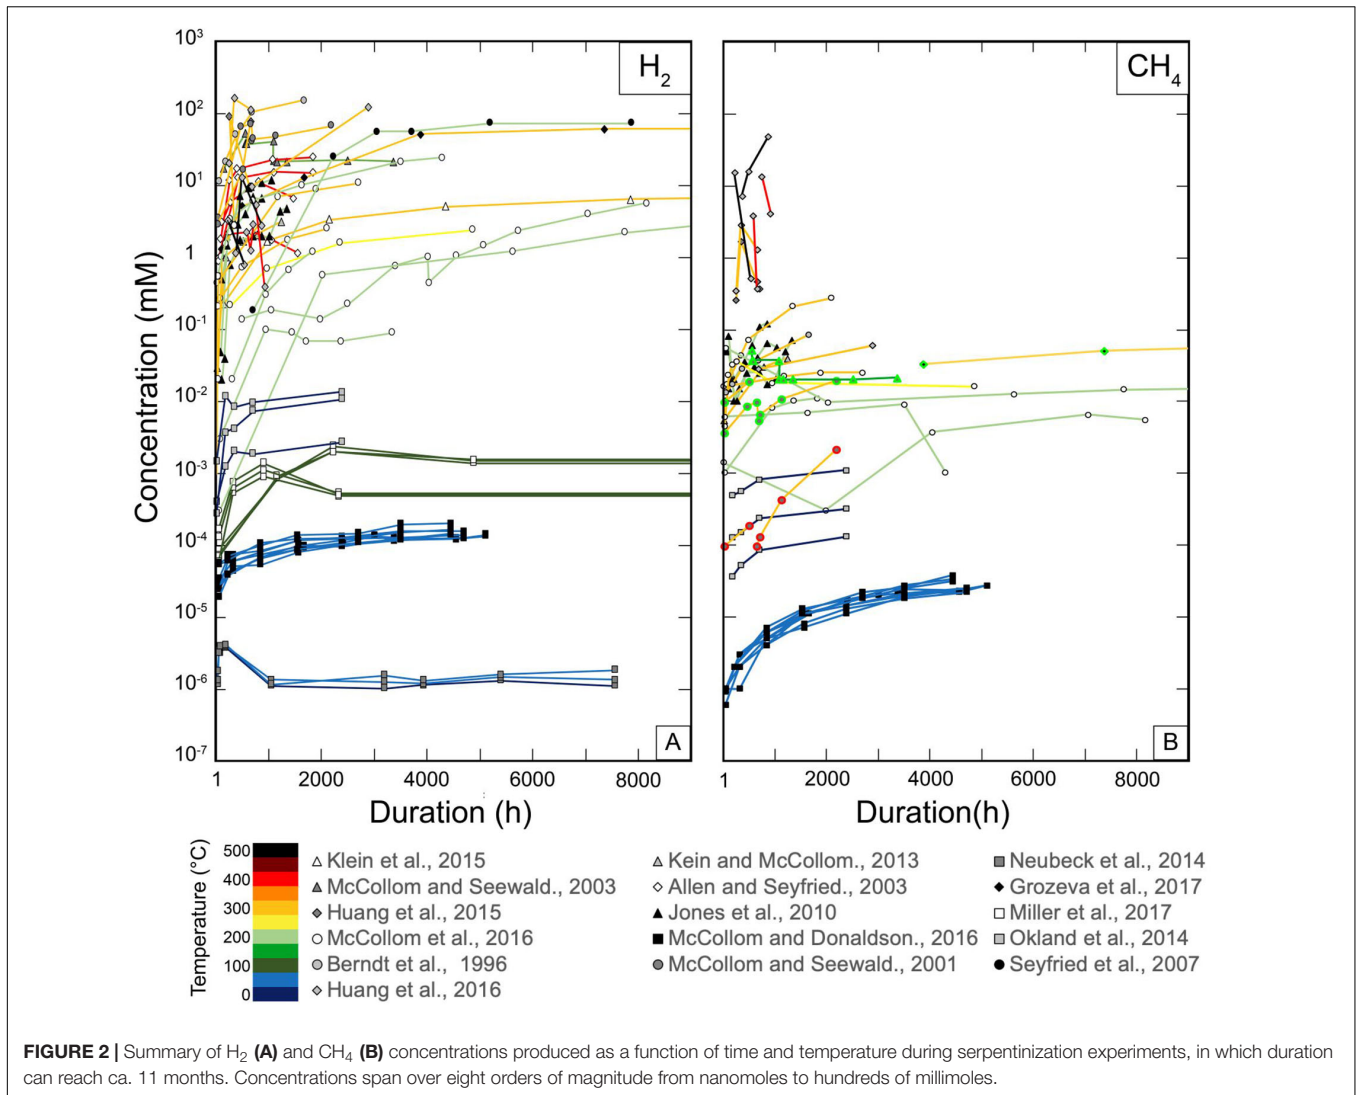 H2
CH4
Concentration (mM)
10^3
10^2
10^1
1
10^-1
10^-2
10^-3
10^-4
10^-5
10^-6
10^-7
A
B
1 2000 4000 6000 8000
1 2000 4000 6000 8000
Duration (h)
Duration(h)
Temperature (°C)
500
400
300
200
100
0
Klein et al., 2015
McCollom and Seewald., 2003
Huang et al., 2015
McCollom et al., 2016
Berndt et al., 1996
Huang et al., 2016
Kein and McCollom., 2013
Allen and Seyfried., 2003
Jones et al., 2010
McCollom and Donaldson., 2016
McCollom and Seewald., 2001
Neubeck et al., 2014
Grozeva et al., 2017
Miller et al., 2017
Okland et al., 2014
Seyfried et al., 2007
FIGURE 2 | Summary of H2 (A) and CH4 (B) concentrations produced as a function of time and temperature during serpentinization experiments, in which duration
can reach ca. 11 months. Concentrations span over eight orders of magnitude from nanomoles to hundreds of millimoles.